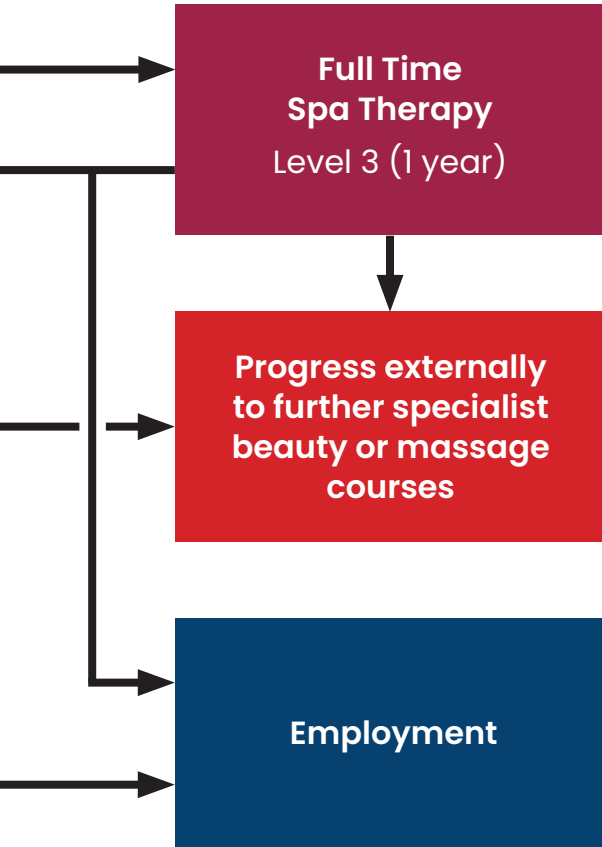 Full Time
Spa Therapy
Level 3 (1 year)
Progress externally
to further specialist
beauty or massage
courses
Employment